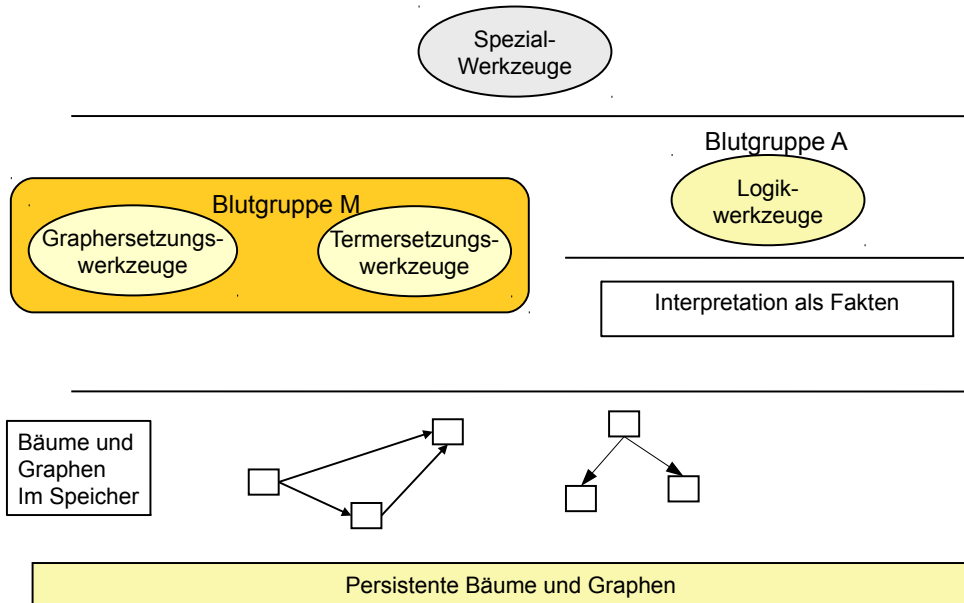 Spezial-
Werkzeuge
Blutgruppe A
Logik-
werkzeuge
Blutgruppe M
Graphersetzungs-
werkzeuge
Termersetzungs-
werkzeuge
Interpretation als Fakten
Bäume und
Graphen
Im Speicher
Persistente Bäume und Graphen